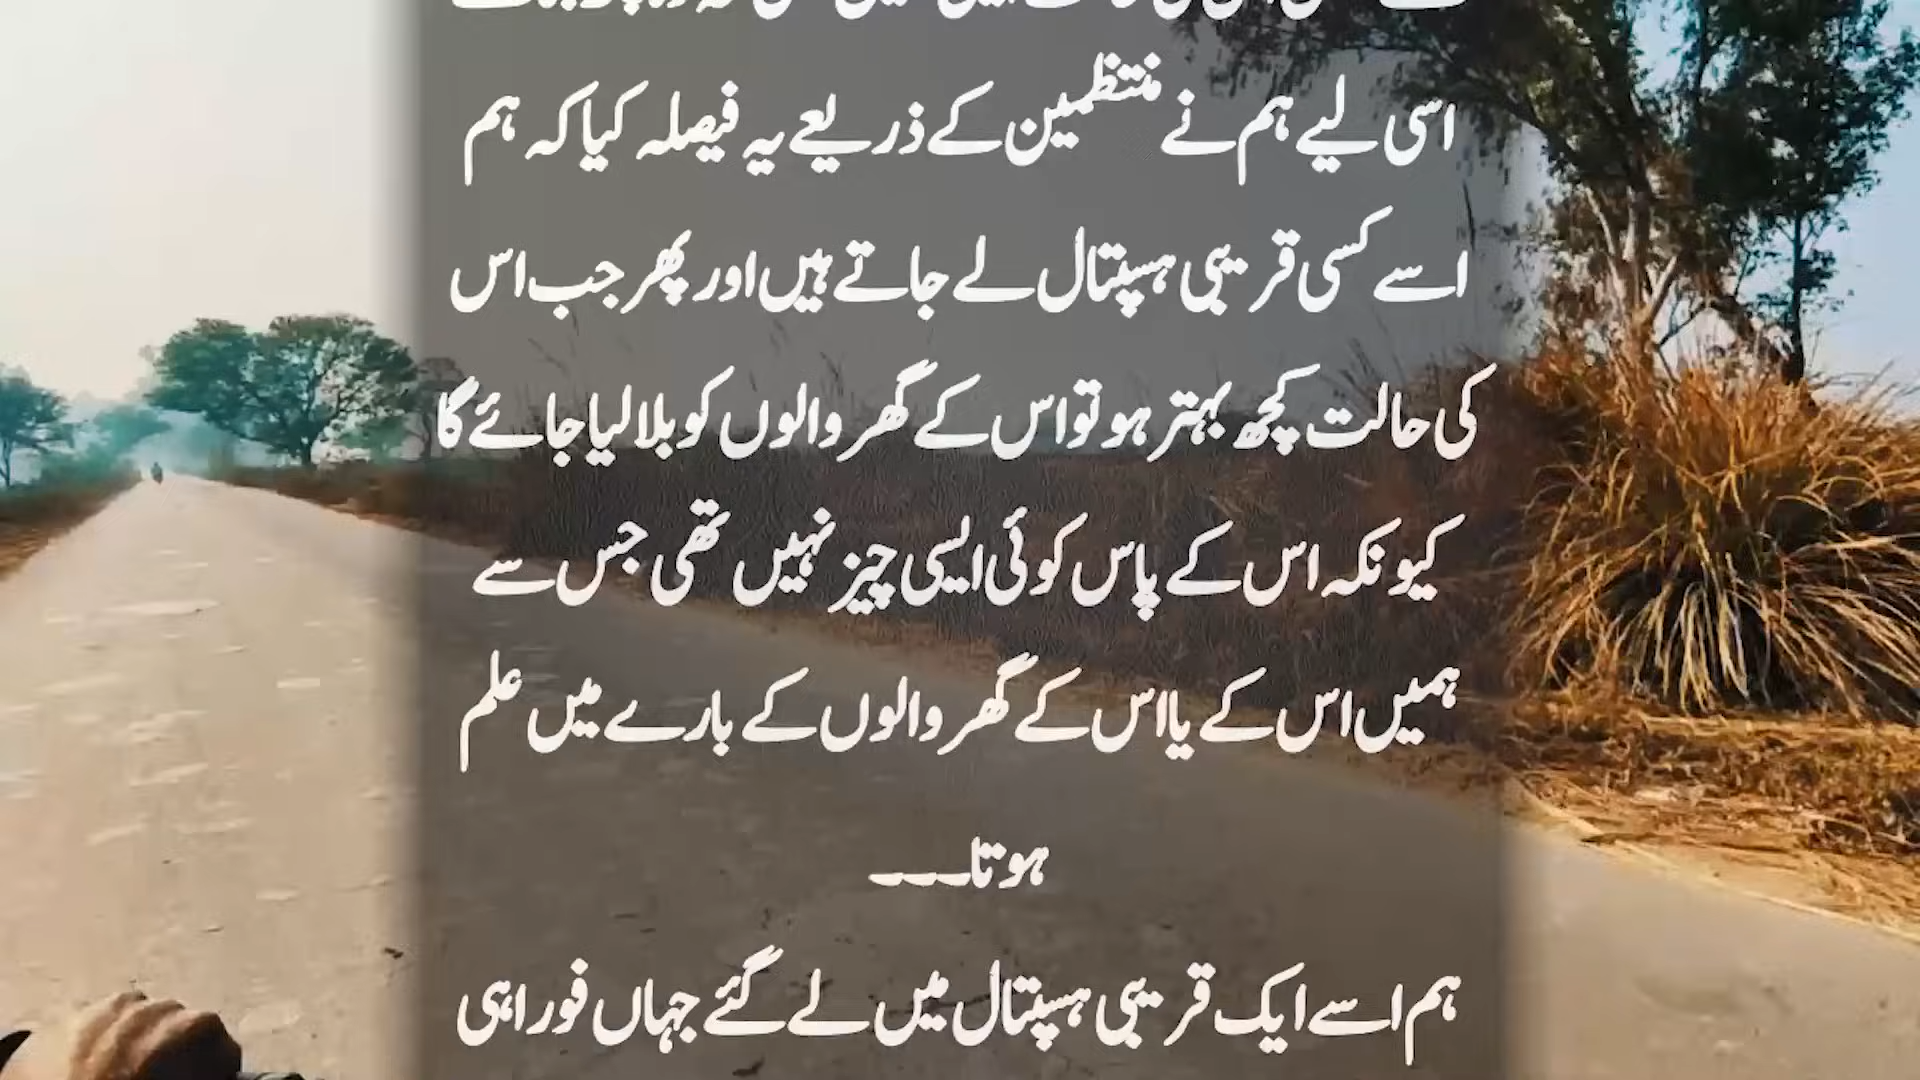 اسی لیے ہم نے منتظمین کے ذریعے یہ فیصلہ کیا کہ ہم
اسے کسی قریبی ہسپتال لے جاتے ہیں اور پھر جب اس
کی حالت کچھ بہتر ہو تو اس کے گھر والوں کو بلا لیا جائے گا
کیونکہ اس کے پاس کوئی ایسی چیز نہیں تھی جس سے
ہمیں اس کے یا اس کے گھر والوں کے بارے میں علم
ہوتا۔۔۔
ہم اسے ایک قریبی ہسپتال میں لے گئے جہاں فورا ہی